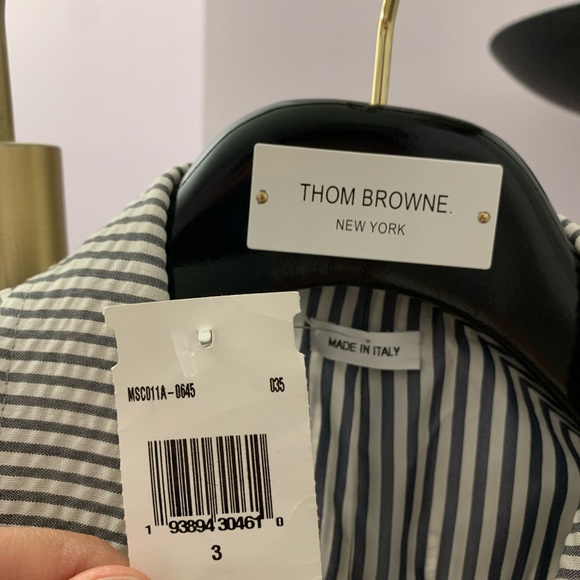 THOM BROWNE.
NEW YORK
MADE IN ITALY
MSC011A-0645 035
1 93894 30461 0
3